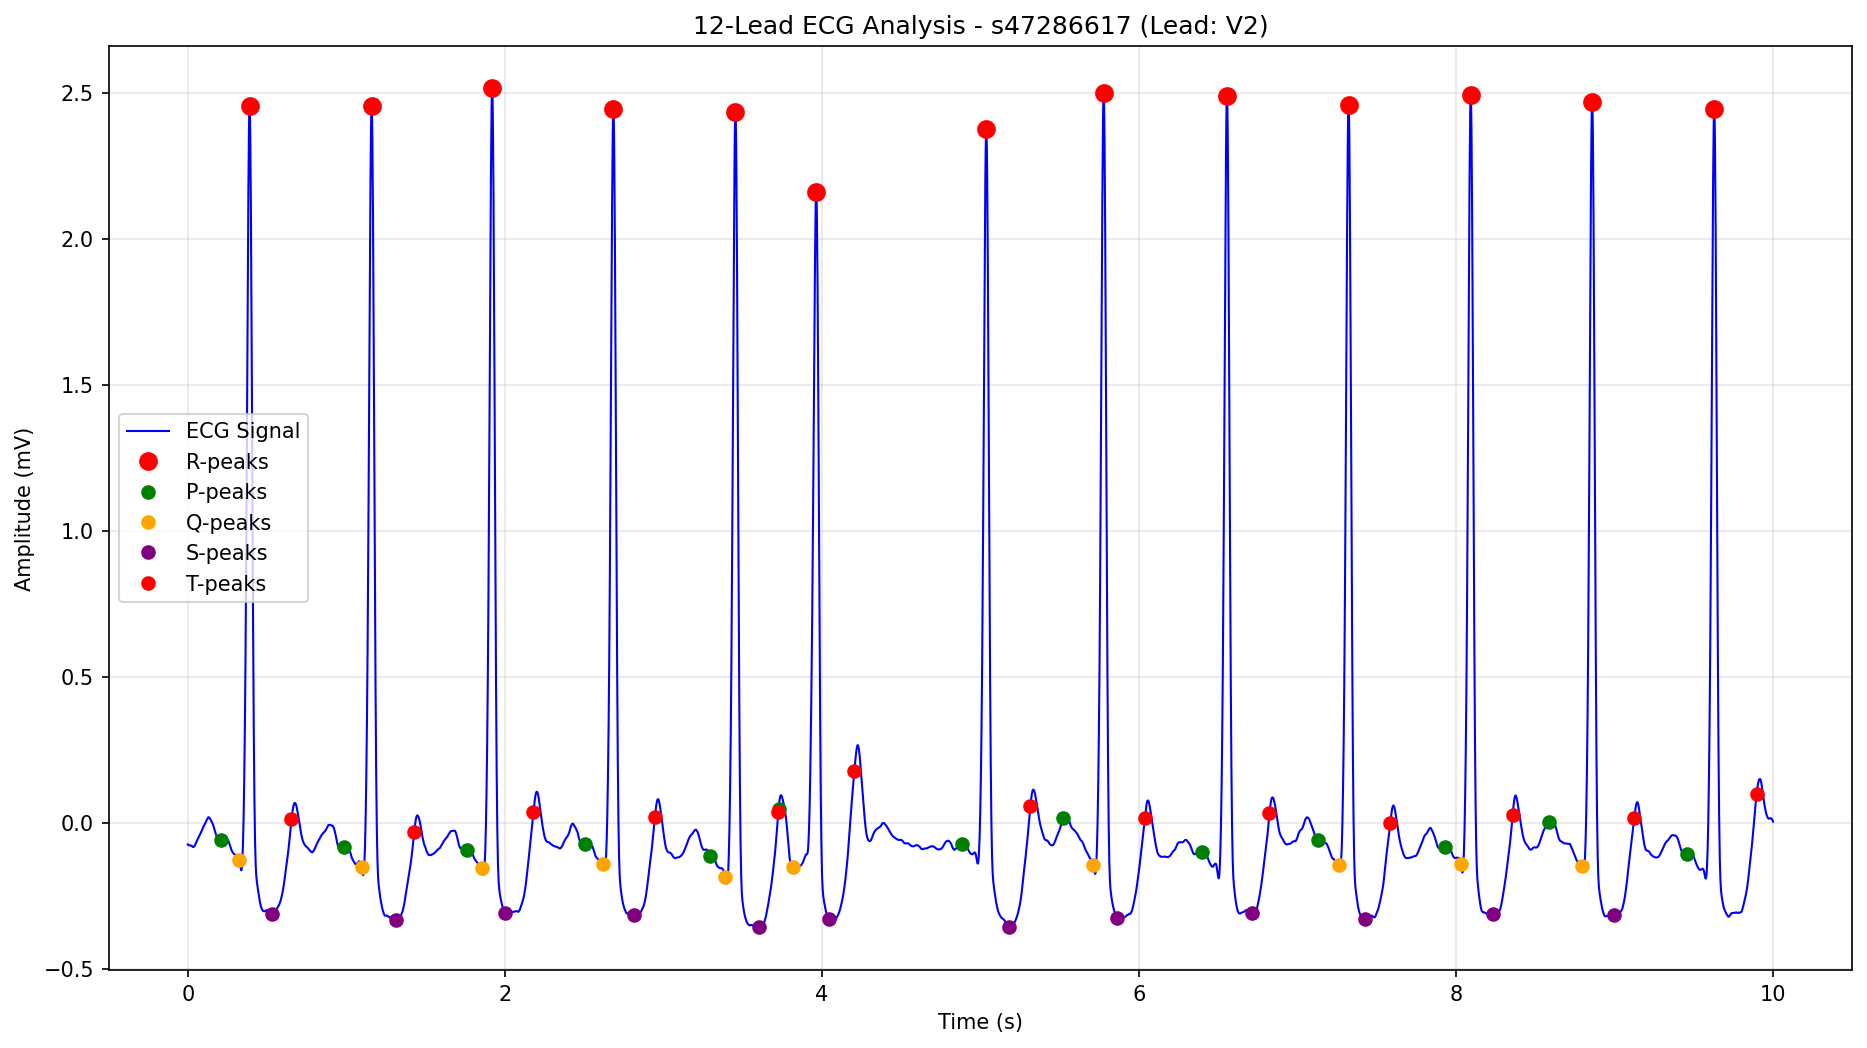 12-Lead ECG Analysis - s47286617 (Lead: V2)
2.5
2.0
1.5
1.0
0.5
0.0
−0.5
Amplitude (mV)
ECG Signal
R-peaks
P-peaks
Q-peaks
S-peaks
T-peaks
0 2 4 6 8 10
Time (s)